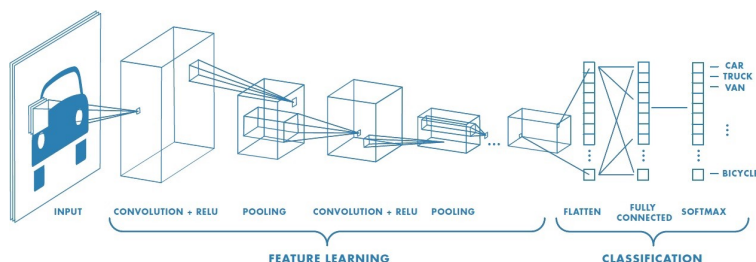 CAR
TRUCK
VAN
BICYCLE
INPUT
CONVOLUTION + RELU
POOLING
CONVOLUTION + RELU
POOLING
FLATTEN
FULLY
CONNECTED
SOFTMAX
FEATURE LEARNING
CLASSIFICATION